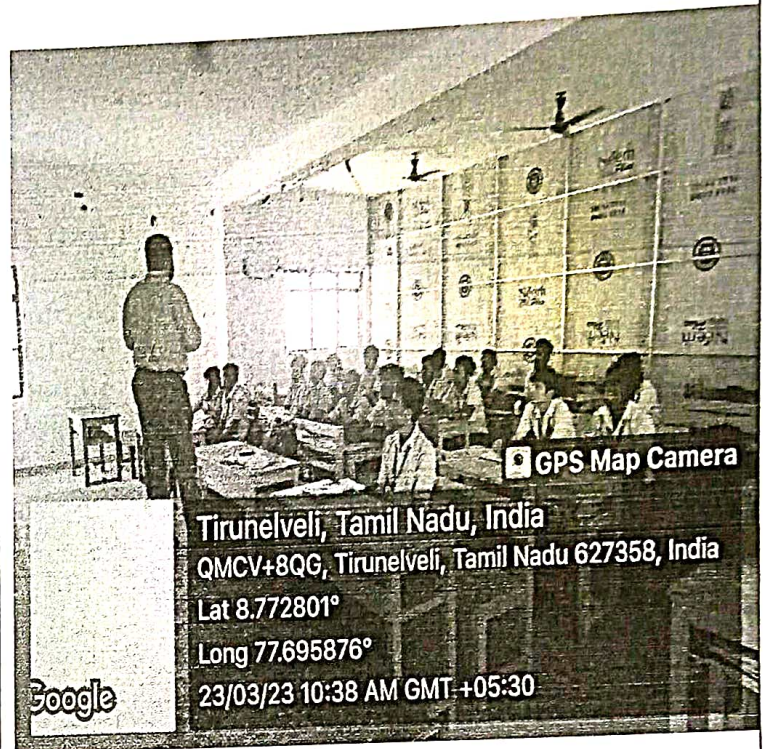 GPS Map Camera
Tirunelveli, Tamil Nadu, India
QMCV+8QG, Tirunelveli, Tamil Nadu 627358, India
Lat 8.772801°
Long 77.695876°
23/03/23 10:38 AM GMT +05:30
Google